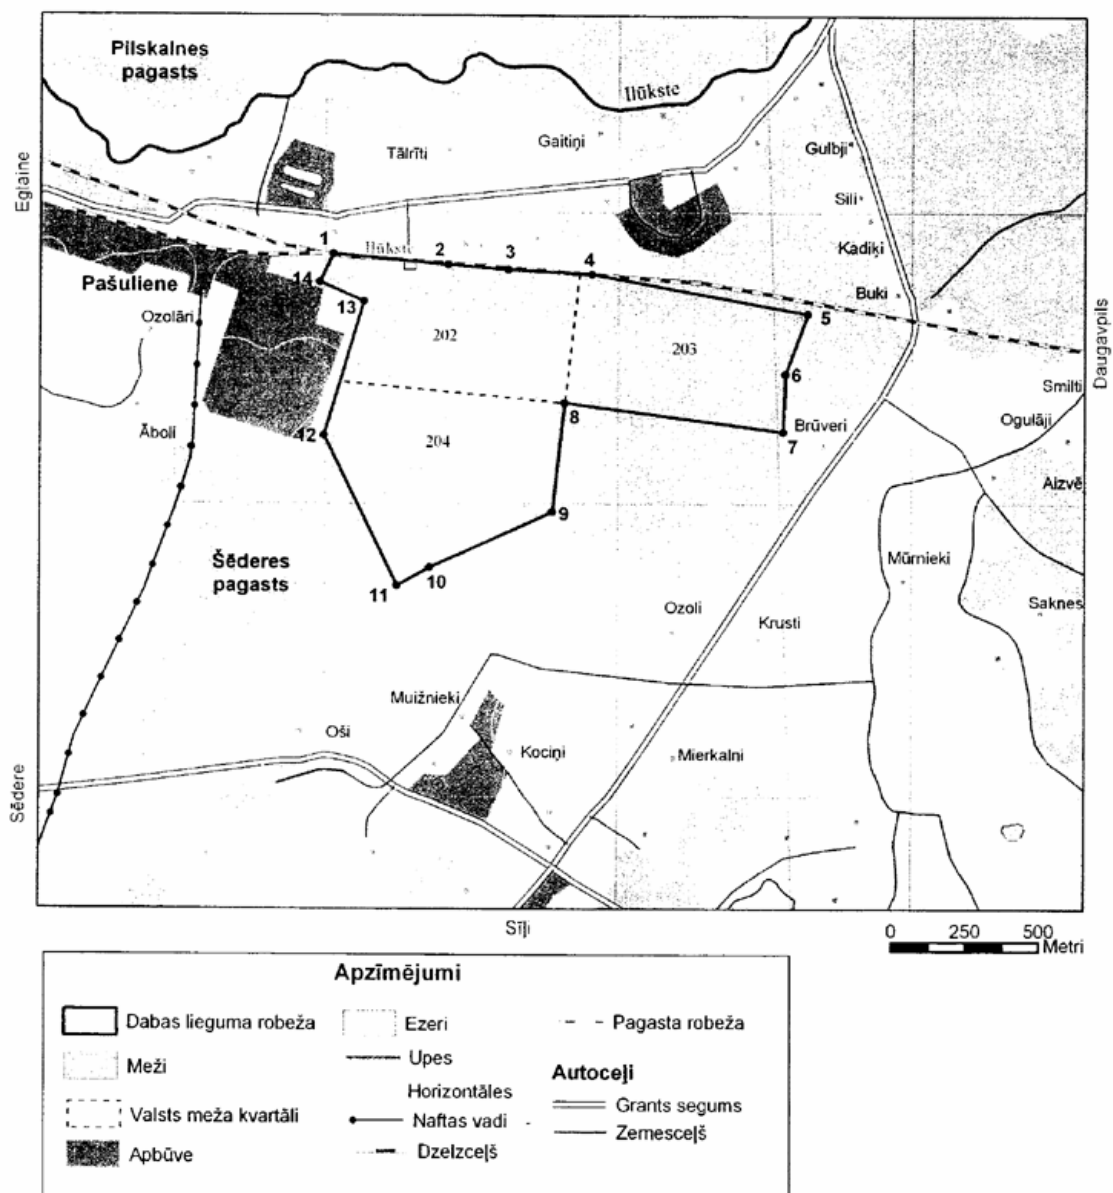 Pilskalnes
pagasts
Ilūkste
Tālrīti
Gaitiņi
Gulbji
Eglaine
Sili
Kadiķi
1
Ilūkste
2
3
4
Buki
14
Pašuliene
13
Ozolāri
5
202
203
Daugavpils
6
Smilti
8
Brūveri
Ogulāji
Āboli
12
204
7
Aizvē
9
Šēderes
pagasts
10
11
Mūrnieki
Ozoli
Krusti
Saknes
Muižnieki
Oši
Kociņi
Mierkalni
Sēdere
Sīļi
0 250 500
Metri
Apzīmējumi
Dabas lieguma robeža
Ezeri
Pagasta robeža
Meži
Upes
Autoceļi
Horizontāles
Valsts meža kvartāli
Naftas vadi
Grants segums
Apbūve
Dzelzceļš
Zemesceļš